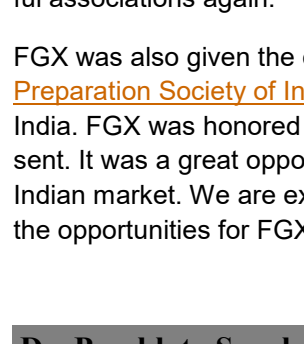 ful associations again.
FGX was also given the
Preparation Society of In
India. FGX was honored
sent. It was a great oppo
Indian market. We are ex
the opportunities for FGX